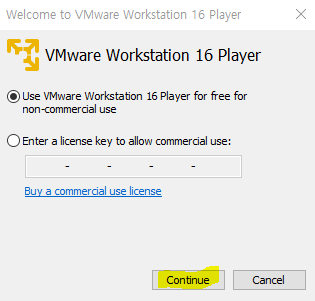 Welcome to VMware Workstation 16 Player
VMware Workstation 16 Player
Use VMware Workstation 16 Player for free for
non-commercial use
Enter a license key to allow commercial use:
- - - -
Buy a commercial use license
Continue
Cancel